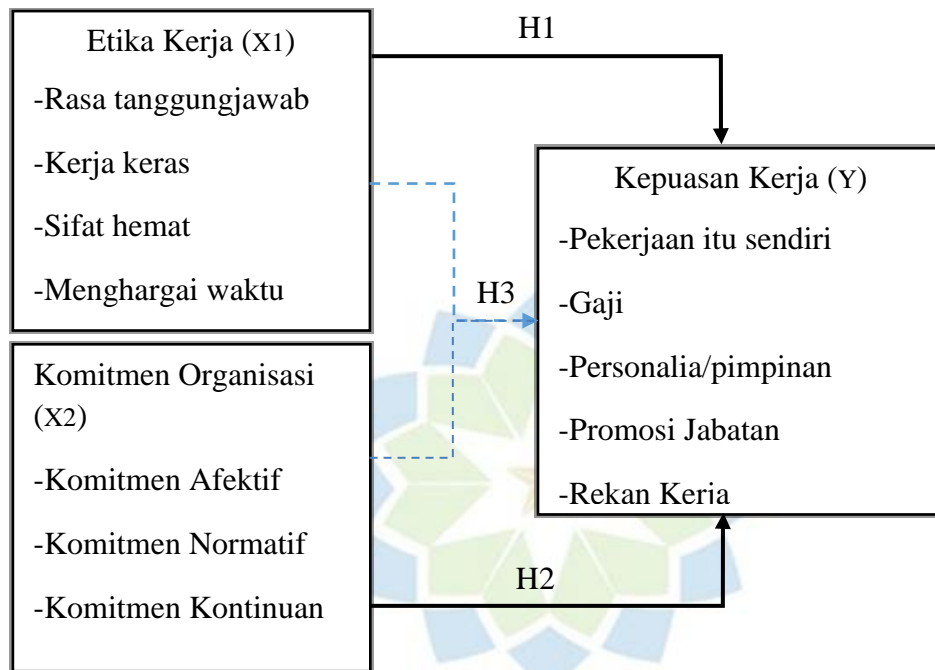 Etika Kerja (X1)
-Rasa tanggungjawab
-Kerja keras
-Sifat hemat
-Menghargai waktu
H1
Kepuasan Kerja (Y)
-Pekerjaan itu sendiri
-Gaji
-Personalia/pimpinan
-Promosi Jabatan
-Rekan Kerja
H3
Komitmen Organisasi
(X2)
-Komitmen Afektif
-Komitmen Normatif
-Komitmen Kontinuan
H2